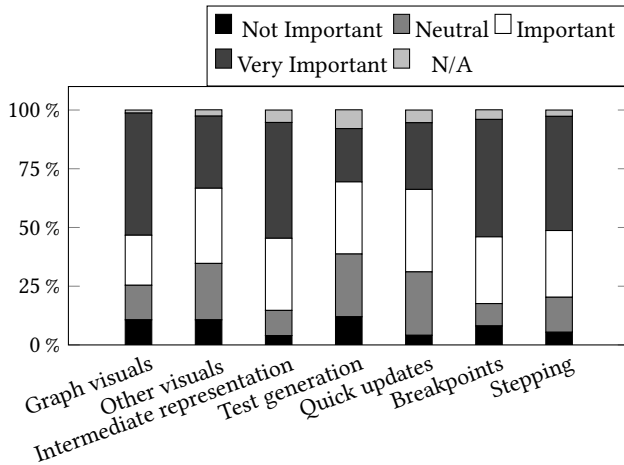 Not Important Neutral Important
Very Important N/A
100 %
75 %
50 %
25 %
0 %
Graph visuals
Other visuals
Intermediate representation
Test generation
Quick updates
Breakpoints
Stepping